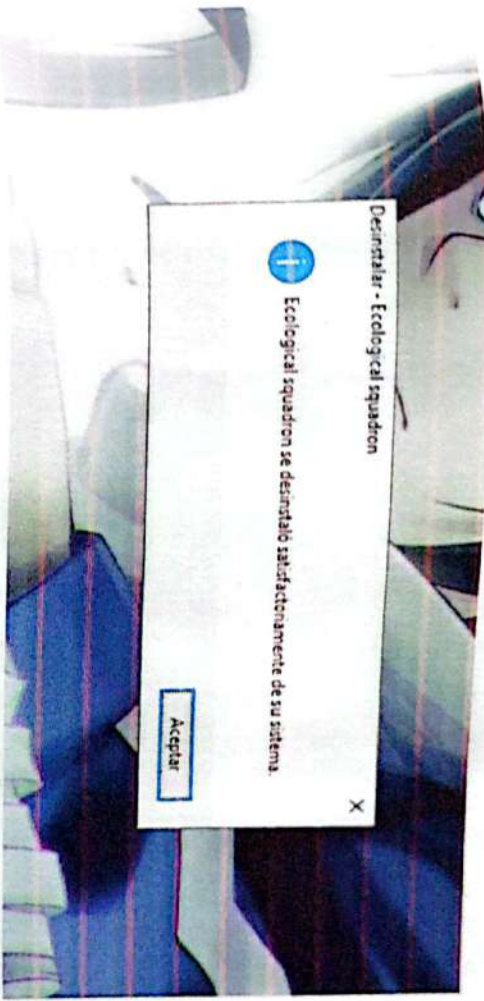 Desinstalar - Ecological squadron
Ecological squadron se desinstaló satisfactoriamente de su sistema.
Aceptar